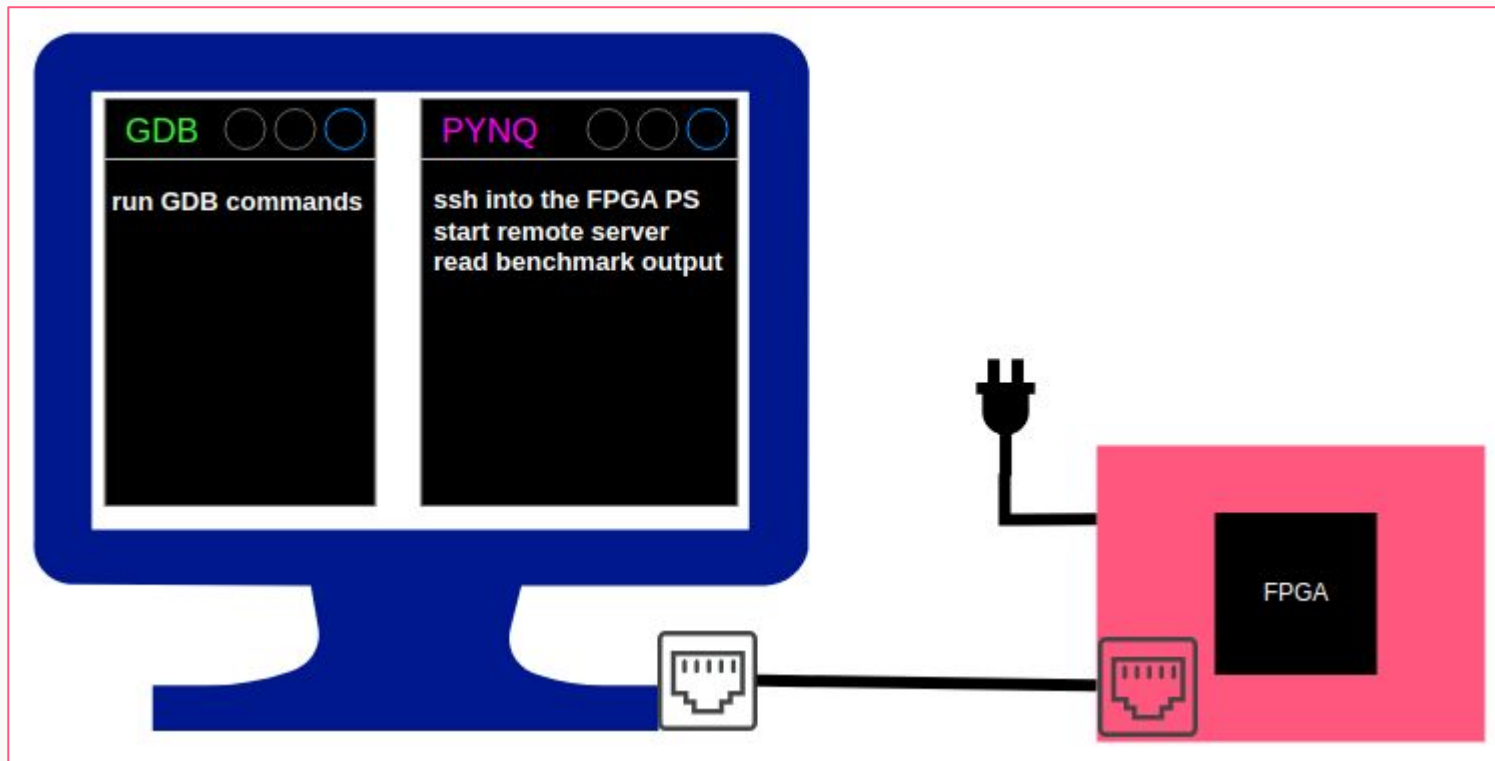 GDB
run GDB commands
PYNQ
ssh into the FPGA PS
start remote server
read benchmark output
FPGA